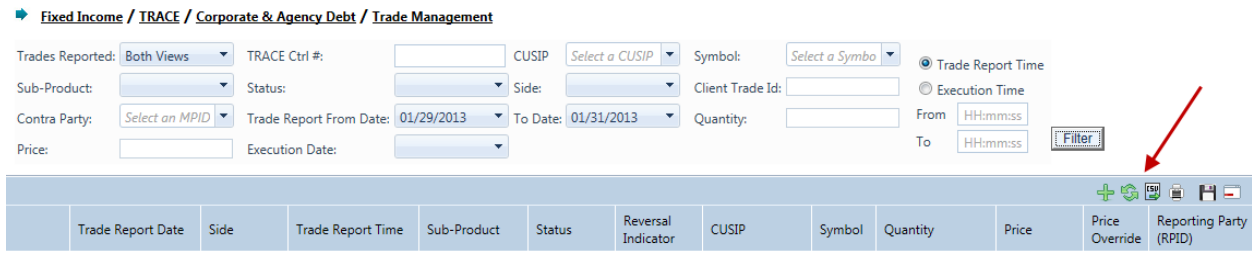 Fixed Income / TRACE / Corporate & Agency Debt / Trade Management
Trades Reported: Both Views TRACE Ctrl #: CUSIP Select a CUSIP Symbol: Select a Symbo Trade Report Time
Sub-Product: Status: Side: Client Trade Id: Execution Time
Contra Party: Select an MPID Trade Report From Date: 01/29/2013 To Date: 01/31/2013 Quantity: From HH:mm:ss
Price: Execution Date: To HH:mm:ss Filter
CSV
Trade Report Date Side Trade Report Time Sub-Product Status Reversal Indicator CUSIP Symbol Quantity Price Price Override Reporting Party (RPID)